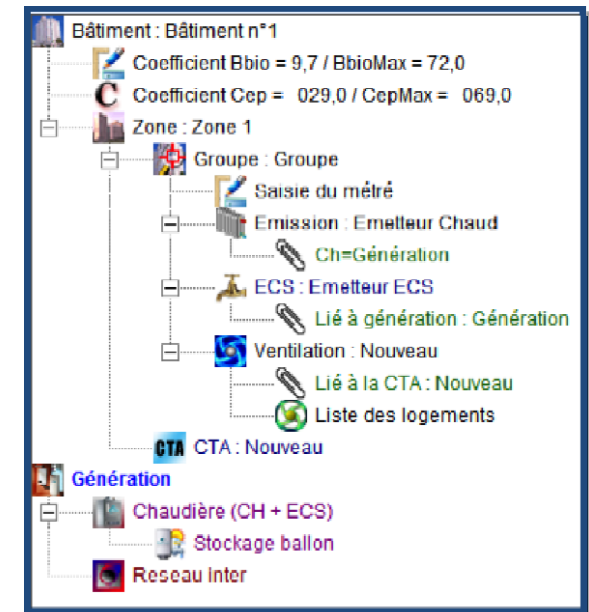 Bâtiment : Bâtiment n°1
Coefficient Bbio = 9,7 / BbioMax = 72,0
C Coefficient Cep = 029,0 / CepMax = 069,0
Zone : Zone 1
Groupe : Groupe
Saisie du métré
Emission : Emetteur Chaud
Ch=Génération
ECS : Emetteur ECS
Lié à génération : Génération
Ventilation : Nouveau
Lié à la CTA : Nouveau
Liste des logements
CTA CTA : Nouveau
Génération
Chaudière (CH + ECS)
Stockage ballon
Reseau inter